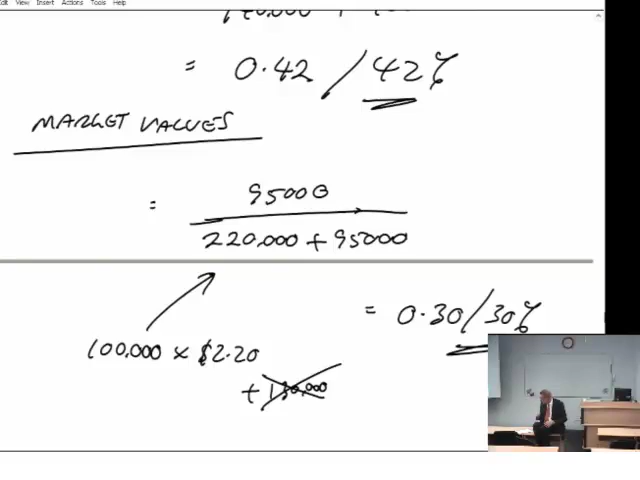 Edit View Insert Actions Tools Help
= 0.42 / 42%
MARKET VALUES
= 95000
220,000 + 95000
= 0.30/30%
100,000 × $2.20
+